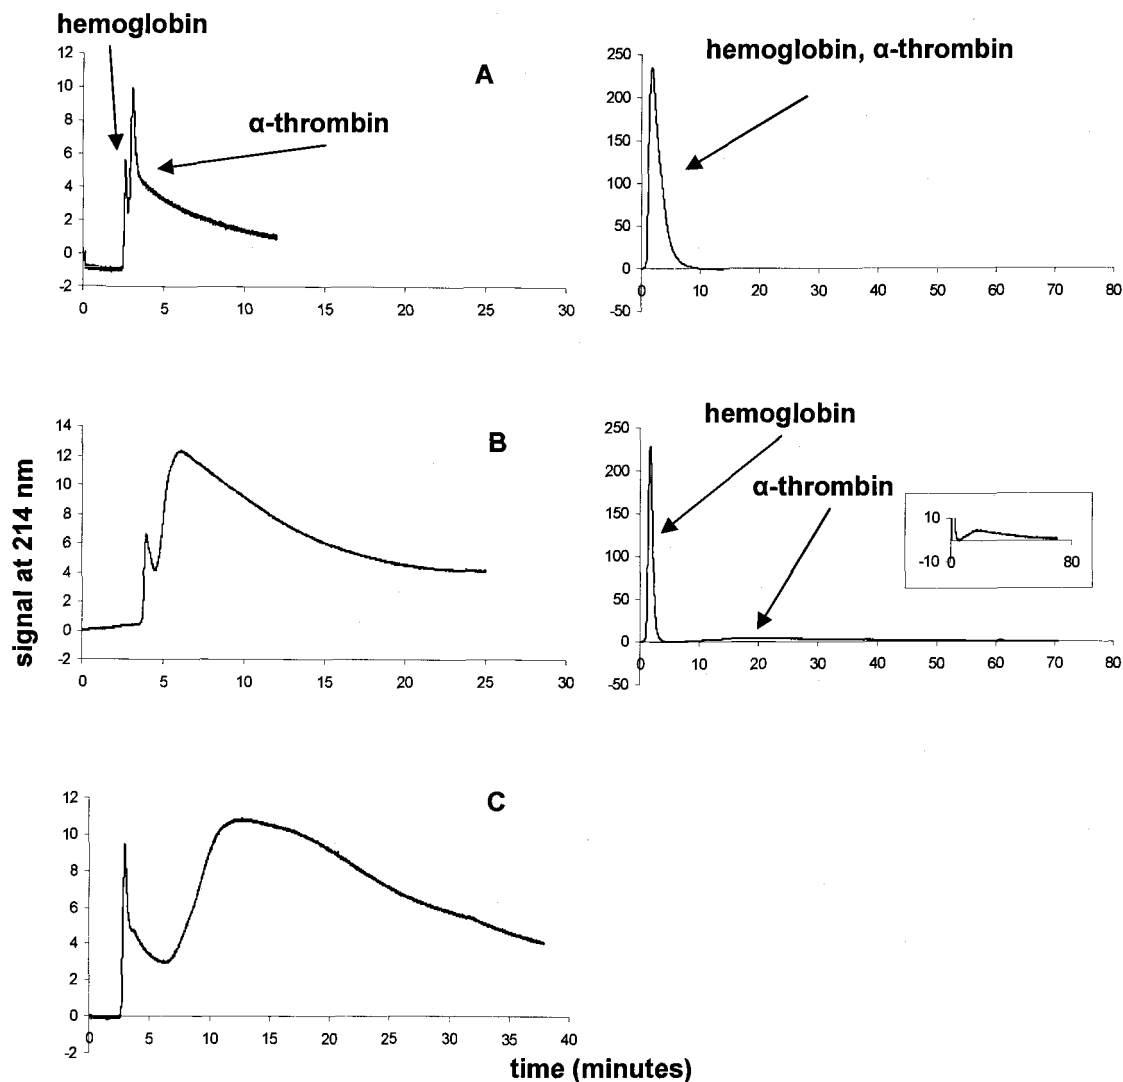 hemoglobin
A
α-thrombin
12
10
8
6
4
2
0
-2
0 5 10 15 20 25 30
hemoglobin, α-thrombin
250
200
150
100
50
0
-50
0 10 20 30 40 50 60 70 80
signal at 214 nm
B
14
12
10
8
6
4
2
0
-2
0 5 10 15 20 25 30
hemoglobin
α-thrombin
250
200
150
100
50
0
-50
0 10 20 30 40 50 60 70 80
10
-10 0 80
C
12
10
8
6
4
2
0
-2
0 5 10 15 20 25 30 35 40
time (minutes)